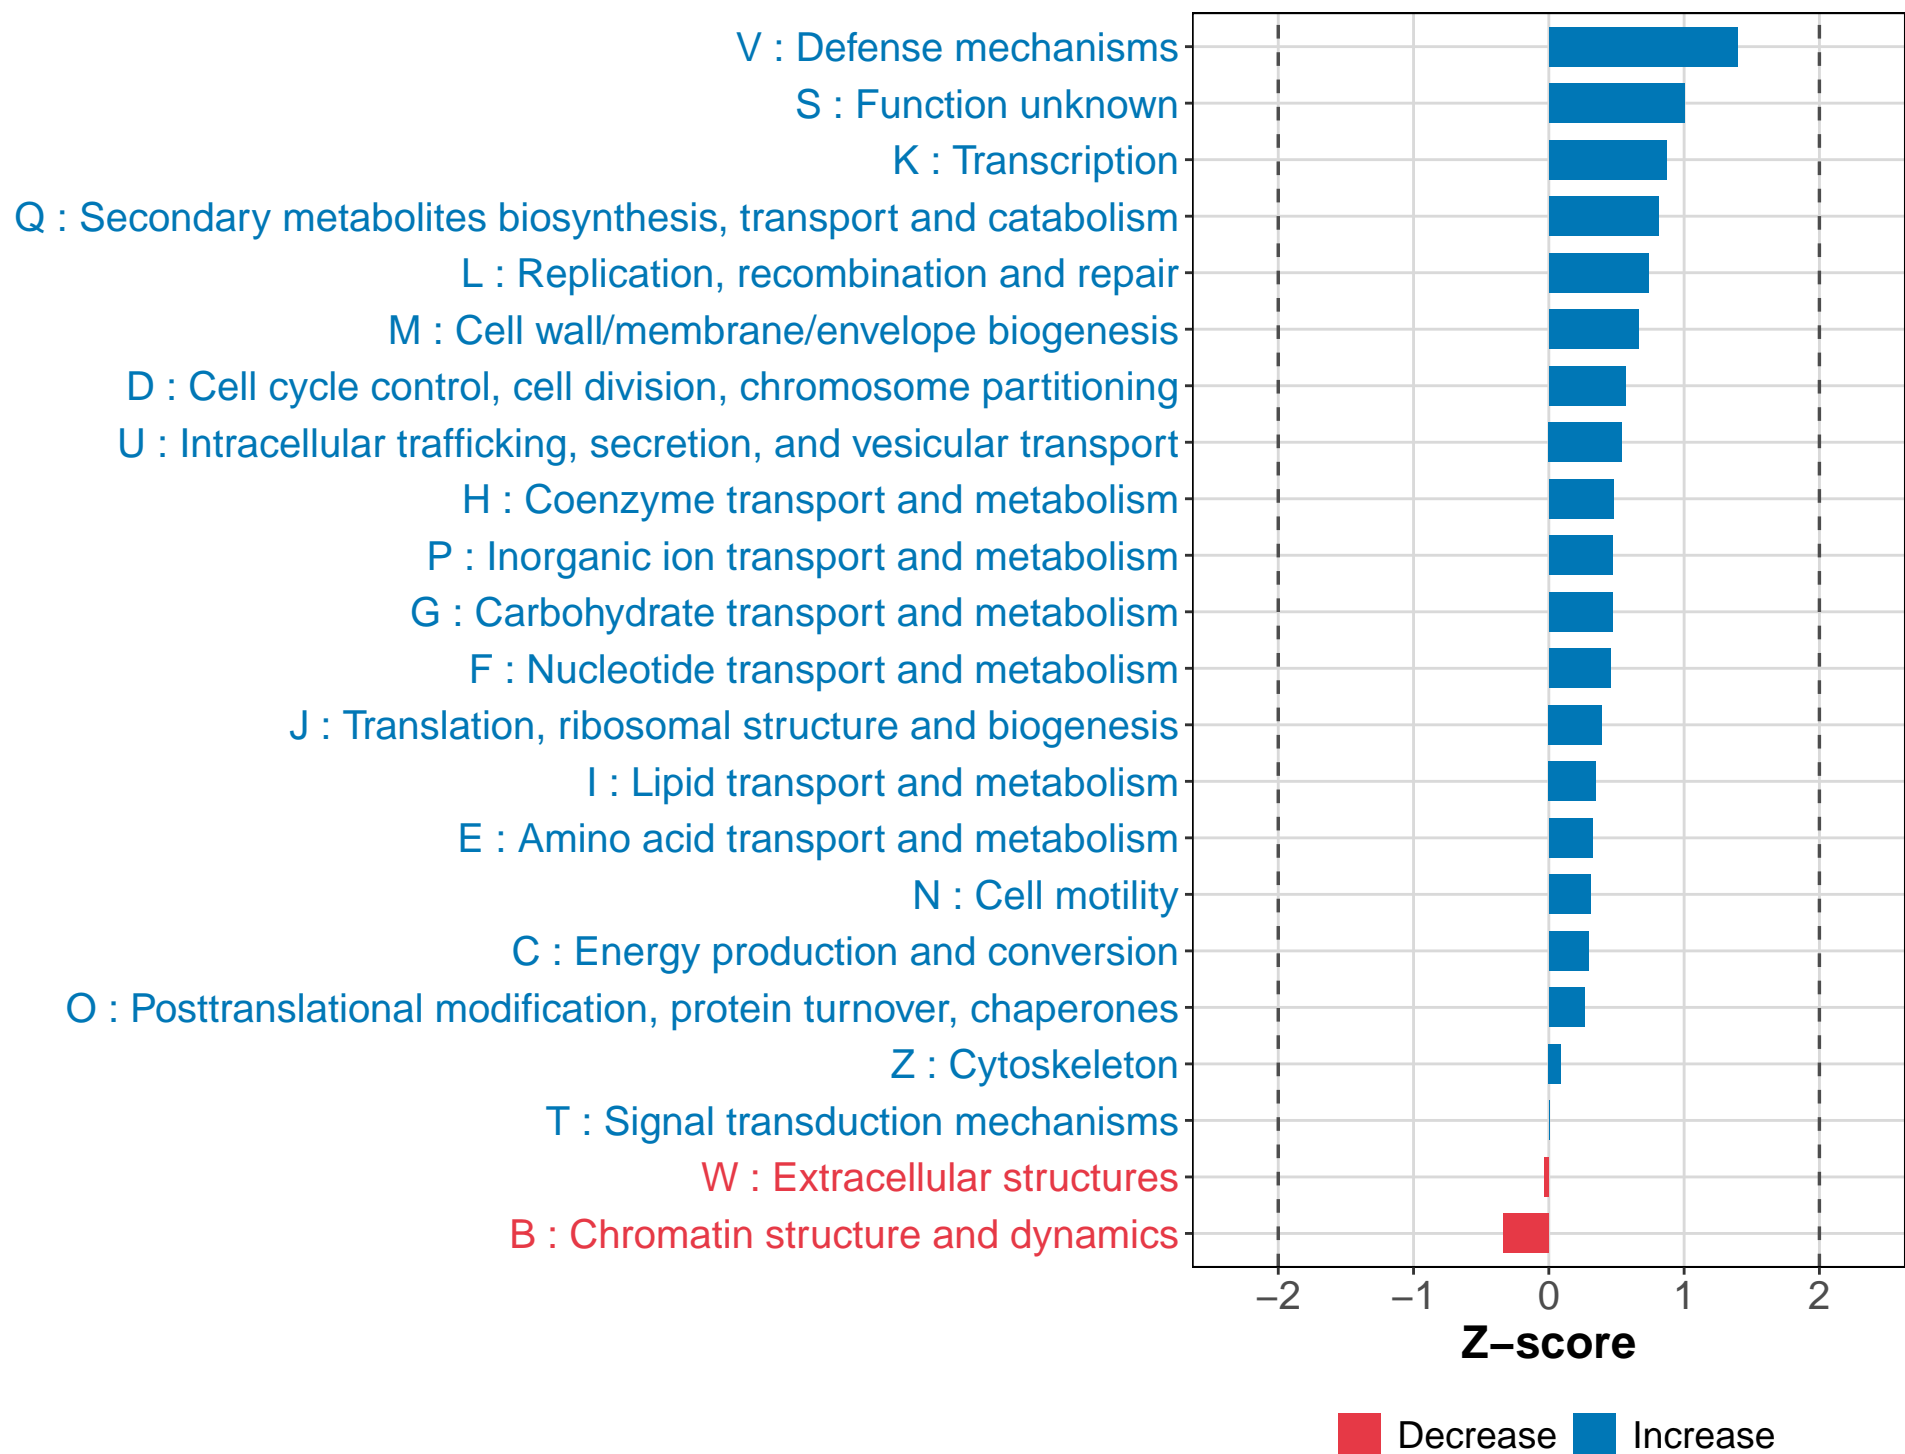 V : Defense mechanisms
S : Function unknown
K : Transcription
Q : Secondary metabolites biosynthesis, transport and catabolism
L : Replication, recombination and repair
M : Cell wall/membrane/envelope biogenesis
D : Cell cycle control, cell division, chromosome partitioning
U : Intracellular trafficking, secretion, and vesicular transport
H : Coenzyme transport and metabolism
P : Inorganic ion transport and metabolism
G : Carbohydrate transport and metabolism
F : Nucleotide transport and metabolism
J : Translation, ribosomal structure and biogenesis
I : Lipid transport and metabolism
E : Amino acid transport and metabolism
N : Cell motility
C : Energy production and conversion
O : Posttranslational modification, protein turnover, chaperones
Z : Cytoskeleton
T : Signal transduction mechanisms
W : Extracellular structures
B : Chromatin structure and dynamics
−2 −1 0 1 2
Z−score
Decrease Increase